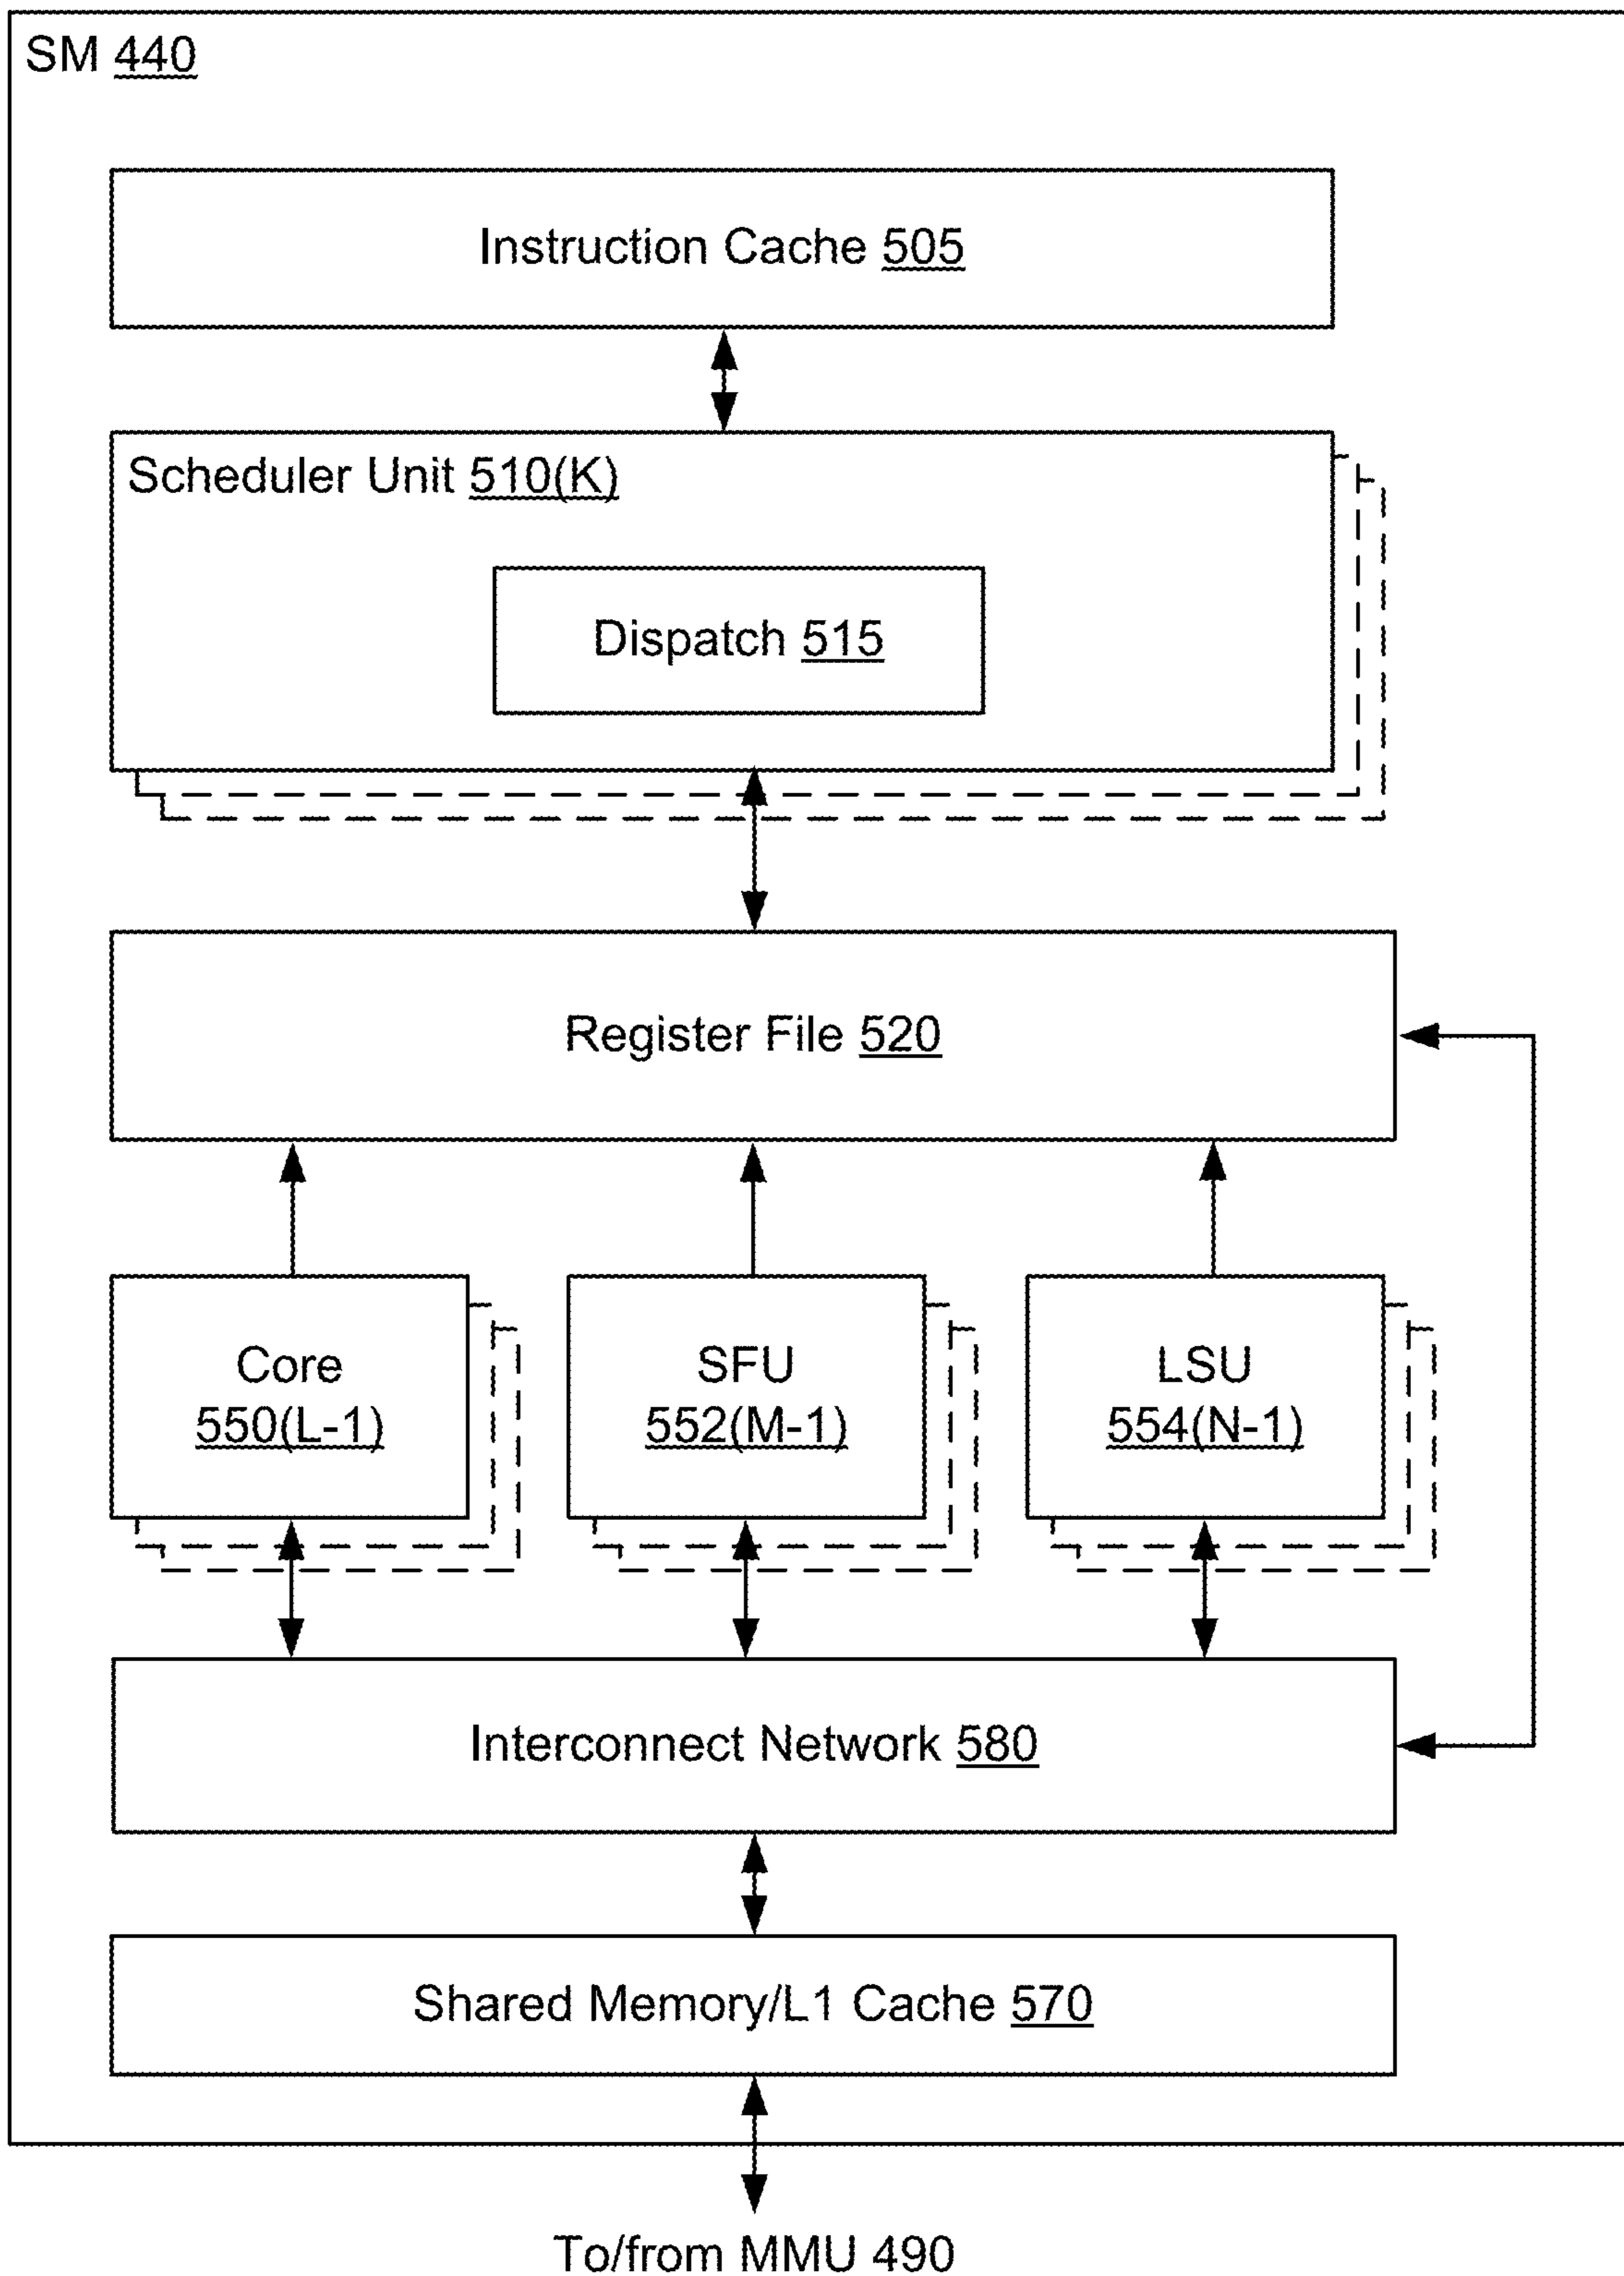 SM 440
Instruction Cache 505
Scheduler Unit 510(K)
Dispatch 515
Register File 520
Core
550(L-1)
SFU
552(M-1)
LSU
554(N-1)
Interconnect Network 580
Shared Memory/L1 Cache 570
To/from MMU 490